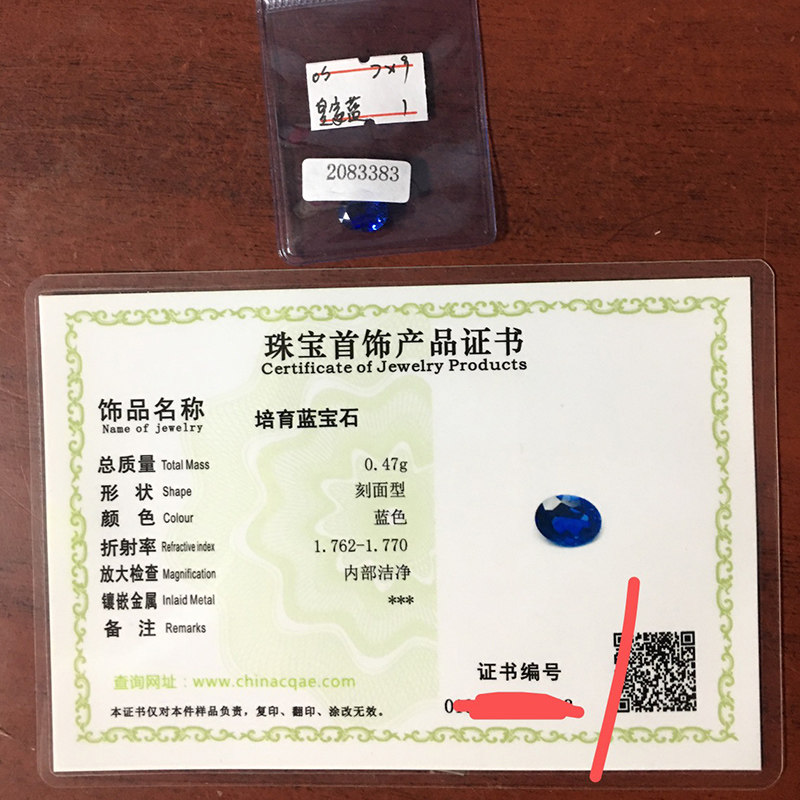 7x9
皇家蓝 1
2083383
珠宝首饰产品证书
Certificate of Jewelry Products
饰品名称 培育蓝宝石
Name of jewelry
总质量 Total Mass 0.47g
形 状 Shape 刻面型
颜 色 Colour 蓝色
折射率 Refractive index 1.762-1.770
放大检查 Magnification 内部洁净
镶嵌金属 Inlaid Metal ***
备 注 Remarks
查询网址：www.chinacqae.com
证书编号
本证书仅对本件样品负责，复印、翻印、涂改无效。